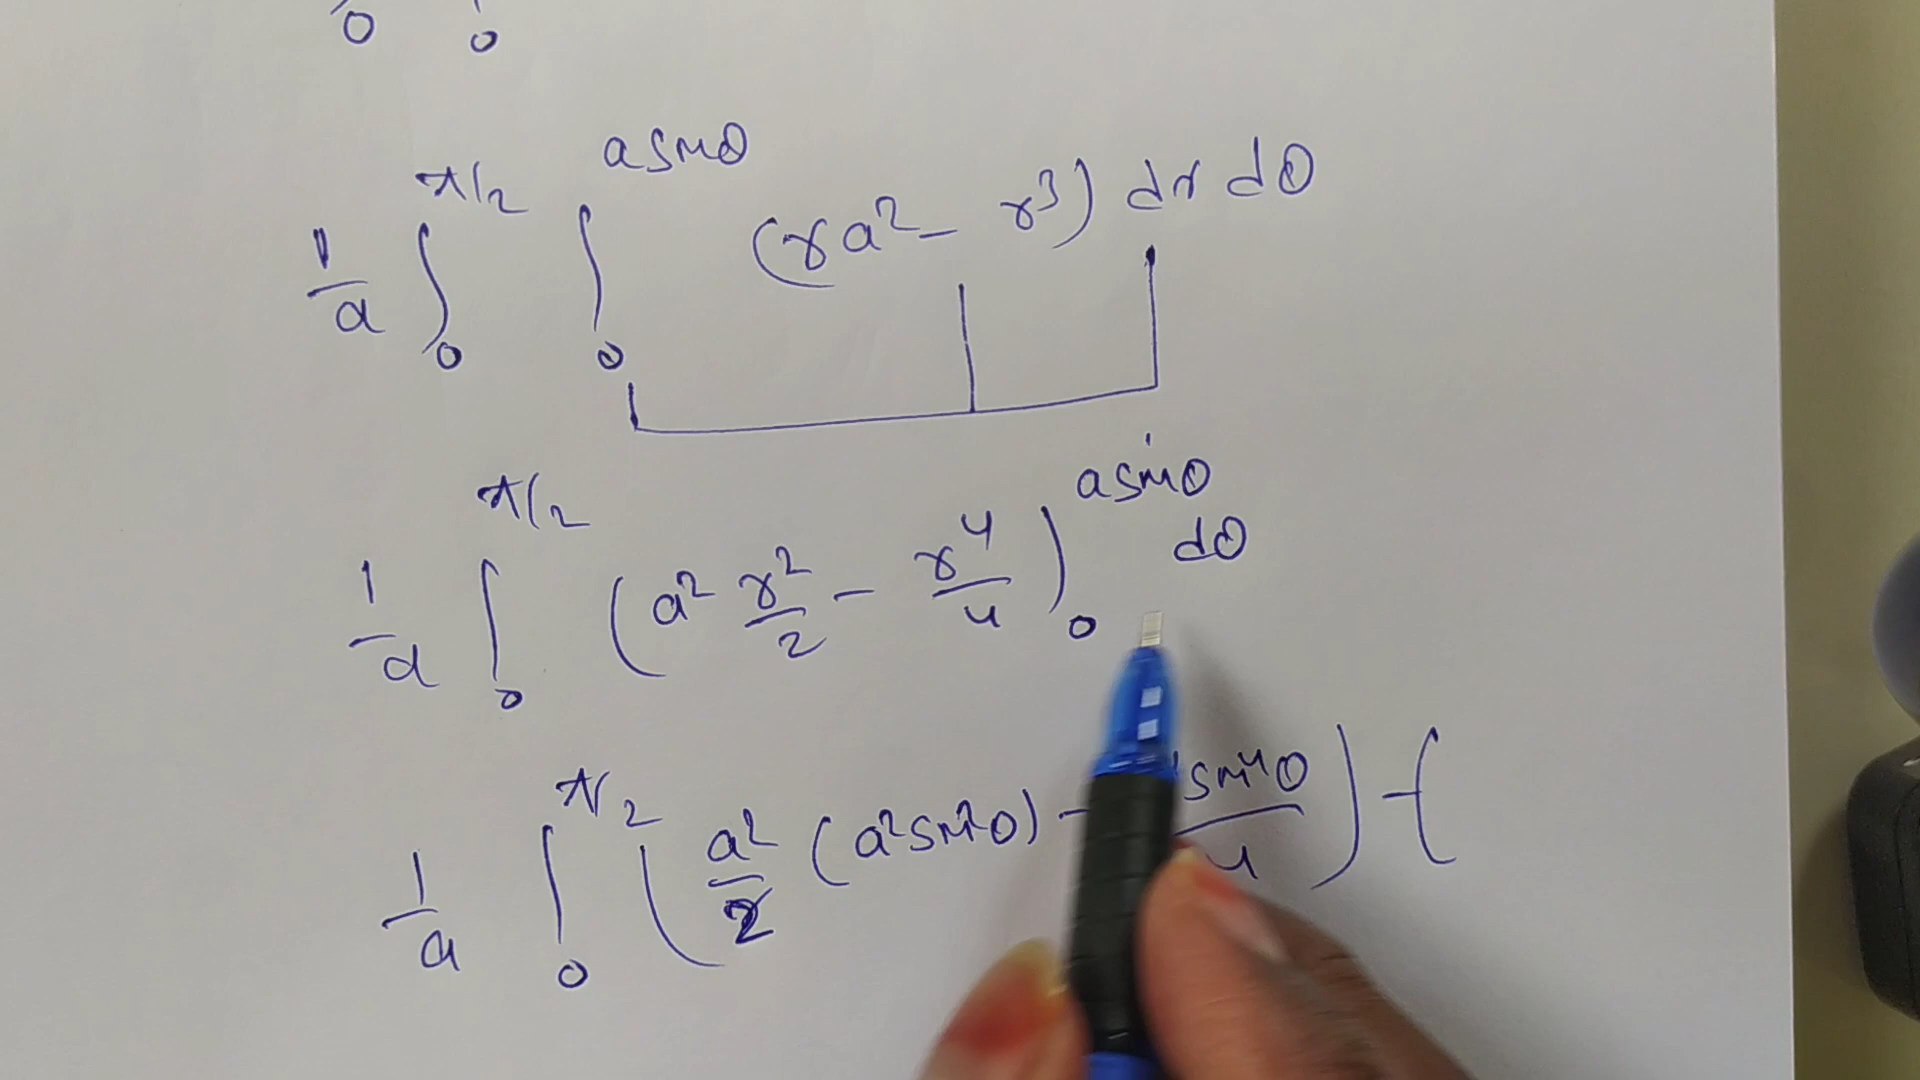 0 0
1/a ∫₀^{π/2} ∫₀^{a sinθ} (ra² - r³) dr dθ
1/a ∫₀^{π/2} (a² r²/2 - r⁴/4)₀^{a sinθ} dθ
1/a ∫₀^{π/2} (a²/2 (a² sin²θ) - sin⁴θ/4) - (